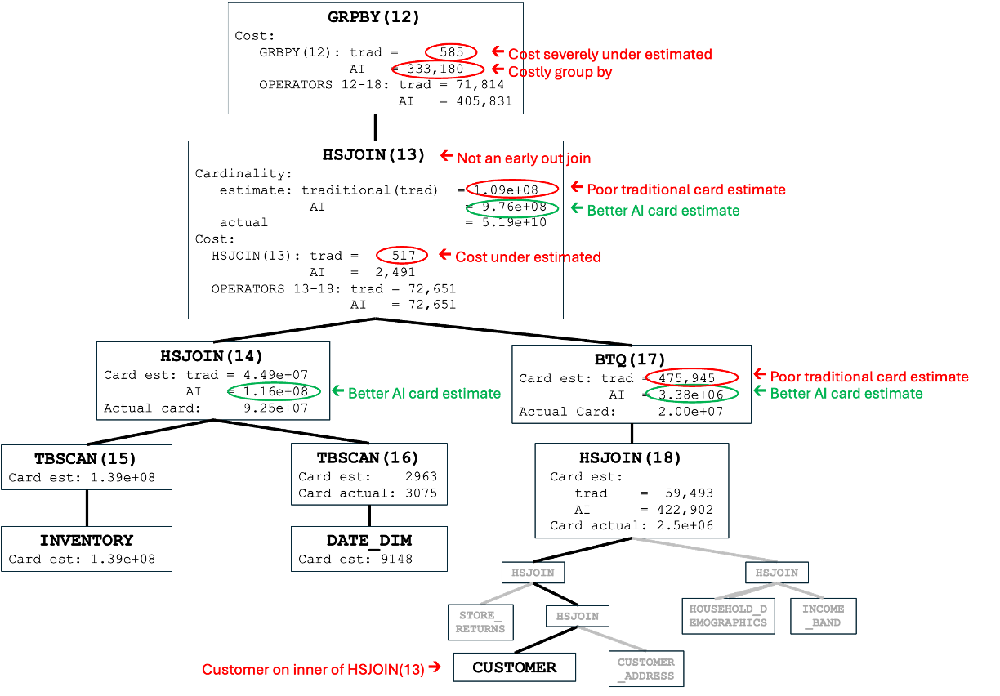 GRPBY(12)
Cost:
GRBPY(12): trad = 585
← Cost severely under estimated
AI = 333,180
← Costly group by
OPERATORS 12-18: trad = 71,814
AI = 405,831
HSJOIN(13)
← Not an early out join
Cardinality:
estimate: traditional(trad) = 1.09e+08
← Poor traditional card estimate
AI = 9.76e+08
← Better AI card estimate
actual = 5.19e+10
Cost:
HSJOIN(13): trad = 517
← Cost under estimated
AI = 2,491
OPERATORS 13-18: trad = 72,651
AI = 72,651
HSJOIN(14)
Card est: trad = 4.49e+07
AI = 1.16e+08
← Better AI card estimate
Actual card: 9.25e+07
BTQ(17)
Card est: trad = 475,945
← Poor traditional card estimate
AI = 3.38e+06
← Better AI card estimate
Actual Card: 2.00e+07
TBSCAN(15)
Card est: 1.39e+08
TBSCAN(16)
Card est: 2963
Card actual: 3075
HSJOIN(18)
Card est:
trad = 59,493
AI = 422,902
Card actual: 2.5e+06
INVENTORY
Card est: 1.39e+08
DATE_DIM
Card est: 9148
HSJOIN
HSJOIN
STORE_
RETURNS
HSJOIN
HOUSEHOLD_D
EMOGRAPHICS
INCOME
_BAND
Customer on inner of HSJOIN(13) →
CUSTOMER
CUSTOMER
_ADDRESS